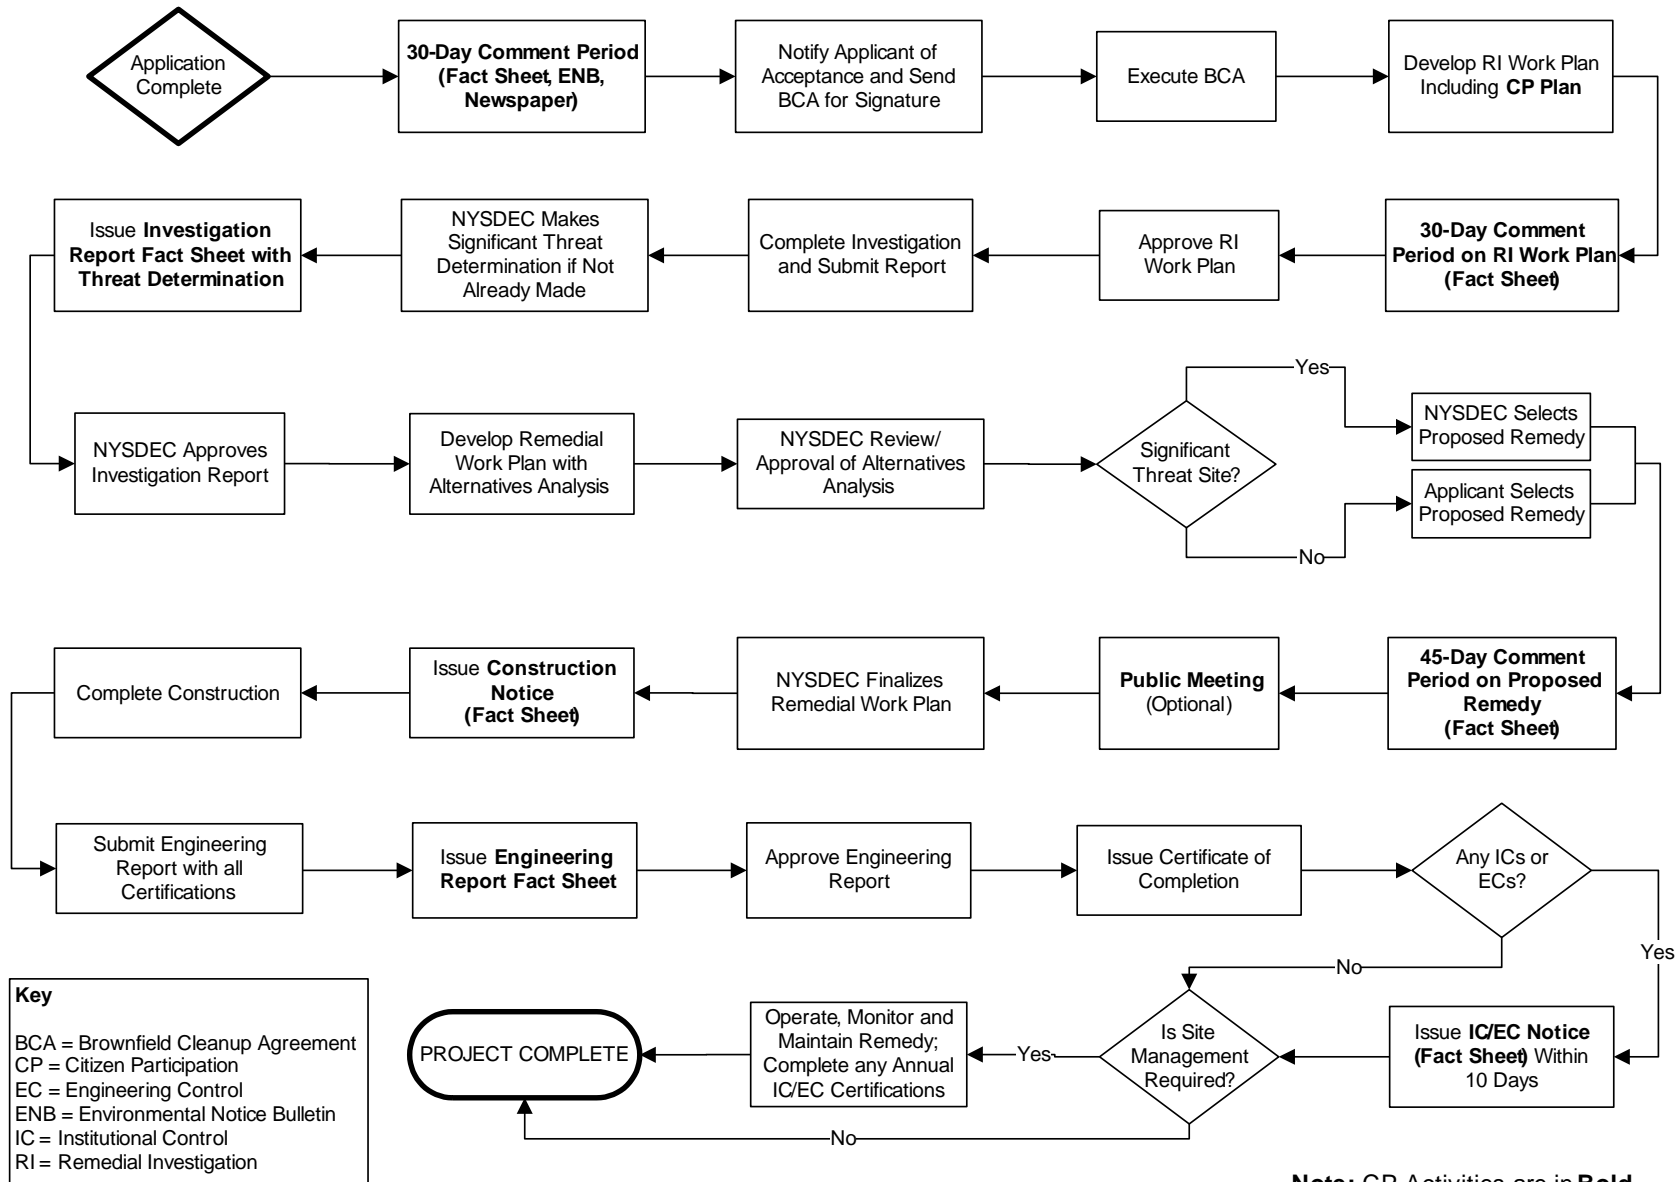 Application
Complete
30-Day Comment Period
(Fact Sheet, ENB,
Newspaper)
Notify Applicant of
Acceptance and Send
BCA for Signature
Execute BCA
Develop RI Work Plan
Including CP Plan
30-Day Comment
Period on RI Work Plan
(Fact Sheet)
Approve RI
Work Plan
Complete Investigation
and Submit Report
NYSDEC Makes
Significant Threat
Determination if Not
Already Made
Issue Investigation
Report Fact Sheet with
Threat Determination
NYSDEC Approves
Investigation Report
Develop Remedial
Work Plan with
Alternatives Analysis
NYSDEC Review/
Approval of Alternatives
Analysis
Significant
Threat Site?
Yes
NYSDEC Selects
Proposed Remedy
No
Applicant Selects
Proposed Remedy
45-Day Comment
Period on Proposed
Remedy
(Fact Sheet)
Public Meeting
(Optional)
NYSDEC Finalizes
Remedial Work Plan
Issue Construction
Notice
(Fact Sheet)
Complete Construction
Submit Engineering
Report with all
Certifications
Issue Engineering
Report Fact Sheet
Approve Engineering
Report
Issue Certificate of
Completion
Any ICs or
ECs?
Yes
No
Issue IC/EC Notice
(Fact Sheet) Within
10 Days
Is Site
Management
Required?
Yes
Operate, Monitor and
Maintain Remedy;
Complete any Annual
IC/EC Certifications
No
PROJECT COMPLETE
Key
BCA = Brownfield Cleanup Agreement
CP = Citizen Participation
EC = Engineering Control
ENB = Environmental Notice Bulletin
IC = Institutional Control
RI = Remedial Investigation
Note: CP Activities are in Bold